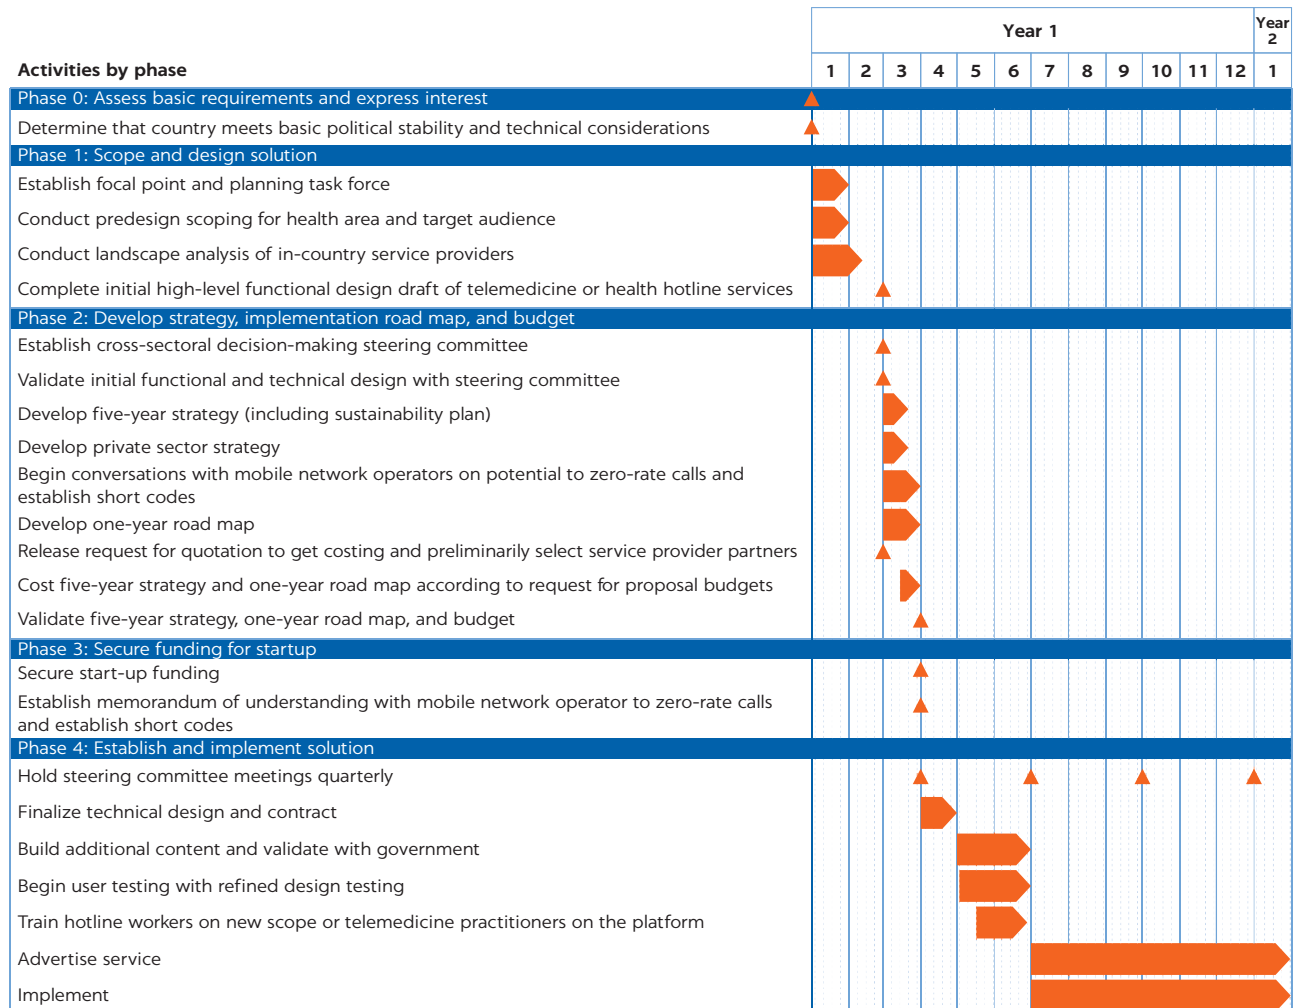 Year 1
Year
2
Activities by phase
1 2 3 4 5 6 7 8 9 10 11 12 1
Phase 0: Assess basic requirements and express interest
Determine that country meets basic political stability and technical considerations
Phase 1: Scope and design solution
Establish focal point and planning task force
Conduct predesign scoping for health area and target audience
Conduct landscape analysis of in-country service providers
Complete initial high-level functional design draft of telemedicine or health hotline services
Phase 2: Develop strategy, implementation road map, and budget
Establish cross-sectoral decision-making steering committee
Validate initial functional and technical design with steering committee
Develop five-year strategy (including sustainability plan)
Develop private sector strategy
Begin conversations with mobile network operators on potential to zero-rate calls and
establish short codes
Develop one-year road map
Release request for quotation to get costing and preliminarily select service provider partners
Cost five-year strategy and one-year road map according to request for proposal budgets
Validate five-year strategy, one-year road map, and budget
Phase 3: Secure funding for startup
Secure start-up funding
Establish memorandum of understanding with mobile network operator to zero-rate calls
and establish short codes
Phase 4: Establish and implement solution
Hold steering committee meetings quarterly
Finalize technical design and contract
Build additional content and validate with government
Begin user testing with refined design testing
Train hotline workers on new scope or telemedicine practitioners on the platform
Advertise service
Implement